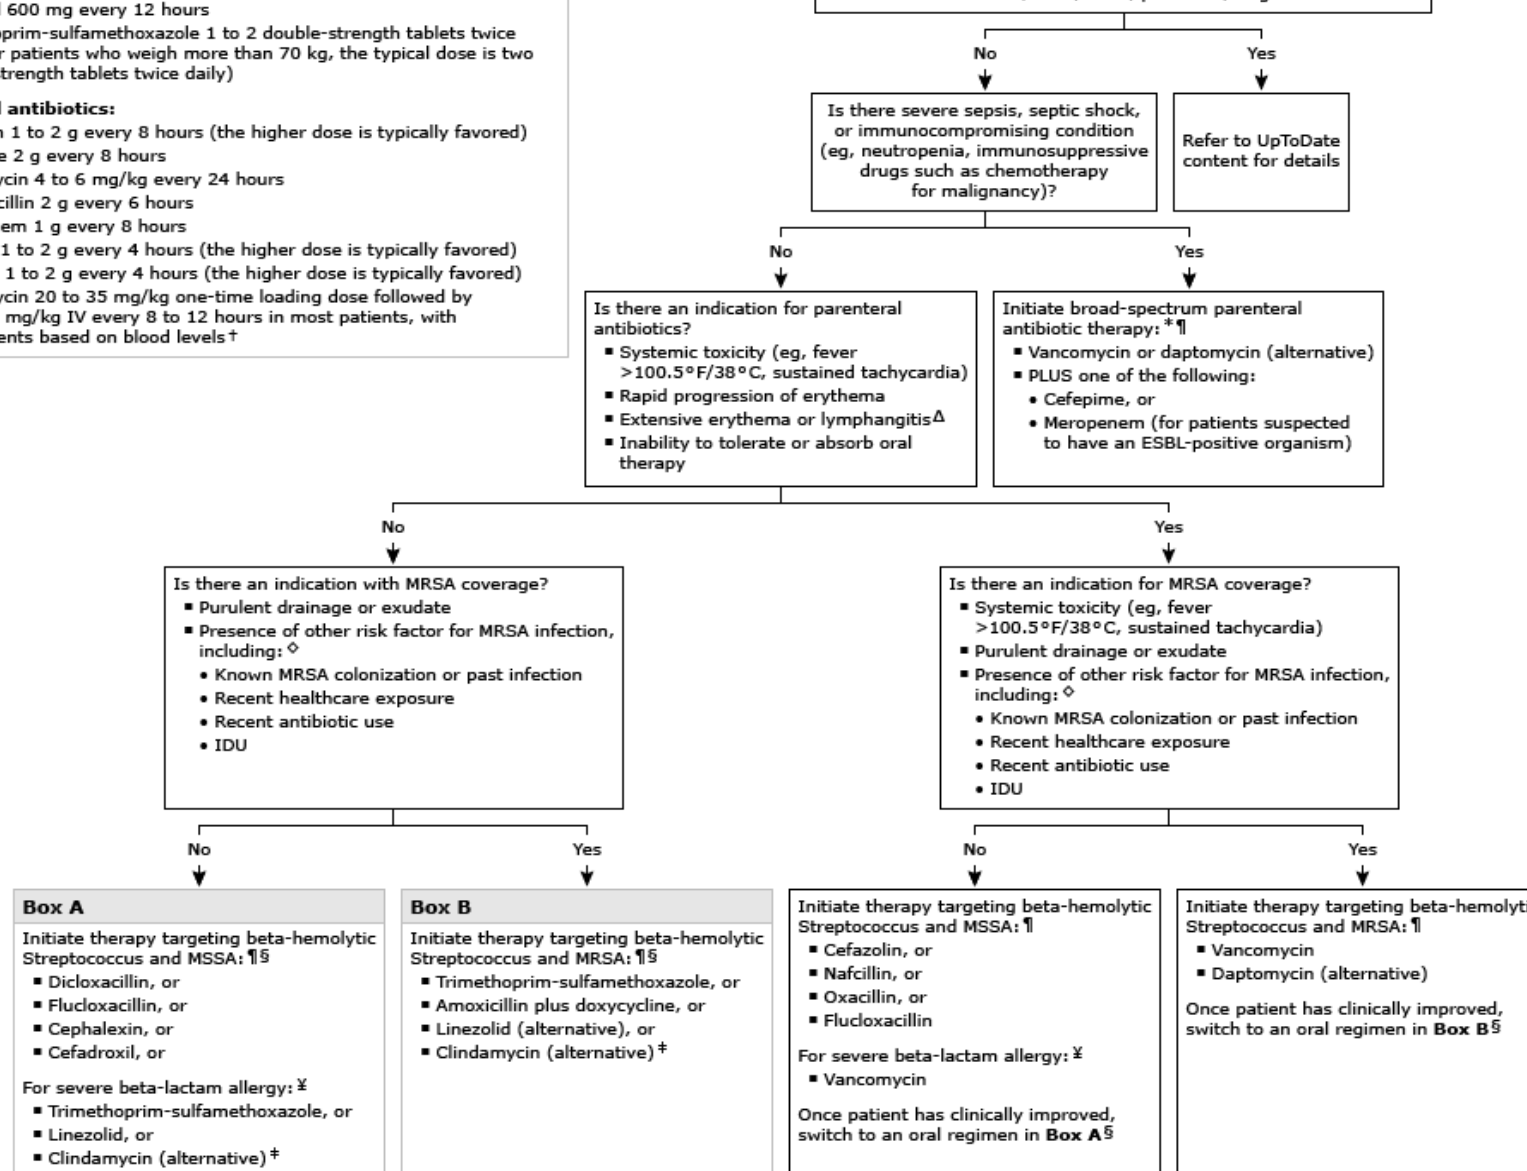 600 mg every 12 hours
prim-sulfamethoxazole 1 to 2 double-strength tablets twice
patients who weigh more than 70 kg, the typical dose is two
trength tablets twice daily)
antibiotics:
1 to 2 g every 8 hours (the higher dose is typically favored)
e 2 g every 8 hours
ycin 4 to 6 mg/kg every 24 hours
cillin 2 g every 6 hours
em 1 g every 8 hours
1 to 2 g every 4 hours (the higher dose is typically favored)
1 to 2 g every 4 hours (the higher dose is typically favored)
ycin 20 to 35 mg/kg one-time loading dose followed by
mg/kg IV every 8 to 12 hours in most patients, with
ents based on blood levels†
No
Yes
Is there severe sepsis, septic shock,
or immunocompromising condition
(eg, neutropenia, immunosuppressive
drugs such as chemotherapy
for malignancy)?
Refer to UpToDate
content for details
No
Yes
Is there an indication for parenteral
antibiotics?
▪ Systemic toxicity (eg, fever
>100.5°F/38°C, sustained tachycardia)
▪ Rapid progression of erythema
▪ Extensive erythema or lymphangitisΔ
▪ Inability to tolerate or absorb oral
therapy
Initiate broad-spectrum parenteral
antibiotic therapy:*¶
▪ Vancomycin or daptomycin (alternative)
▪ PLUS one of the following:
• Cefepime, or
• Meropenem (for patients suspected
to have an ESBL-positive organism)
No
Yes
Is there an indication with MRSA coverage?
▪ Purulent drainage or exudate
▪ Presence of other risk factor for MRSA infection,
including:◇
• Known MRSA colonization or past infection
• Recent healthcare exposure
• Recent antibiotic use
• IDU
Is there an indication for MRSA coverage?
▪ Systemic toxicity (eg, fever
>100.5°F/38°C, sustained tachycardia)
▪ Purulent drainage or exudate
▪ Presence of other risk factor for MRSA infection,
including:◇
• Known MRSA colonization or past infection
• Recent healthcare exposure
• Recent antibiotic use
• IDU
No
Yes
No
Yes
Box A
Initiate therapy targeting beta-hemolytic
Streptococcus and MSSA:¶§
▪ Dicloxacillin, or
▪ Flucloxacillin, or
▪ Cephalexin, or
▪ Cefadroxil, or
For severe beta-lactam allergy:¥
▪ Trimethoprim-sulfamethoxazole, or
▪ Linezolid, or
▪ Clindamycin (alternative)‡
Box B
Initiate therapy targeting beta-hemolytic
Streptococcus and MRSA:¶§
▪ Trimethoprim-sulfamethoxazole, or
▪ Amoxicillin plus doxycycline, or
▪ Linezolid (alternative), or
▪ Clindamycin (alternative)‡
Initiate therapy targeting beta-hemolytic
Streptococcus and MSSA:¶
▪ Cefazolin, or
▪ Nafcillin, or
▪ Oxacillin, or
▪ Flucloxacillin
For severe beta-lactam allergy:¥
▪ Vancomycin
Once patient has clinically improved,
switch to an oral regimen in Box A§
Initiate therapy targeting beta-hemolyti
Streptococcus and MRSA:¶
▪ Vancomycin
▪ Daptomycin (alternative)
Once patient has clinically improved,
switch to an oral regimen in Box B§